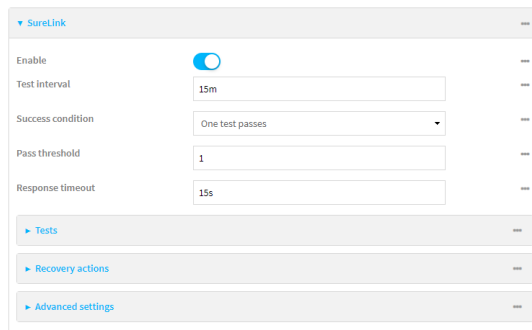 SureLink
Enable
Test interval
15m
Success condition
One test passes
Pass threshold
1
Response timeout
15s
Tests
Recovery actions
Advanced settings